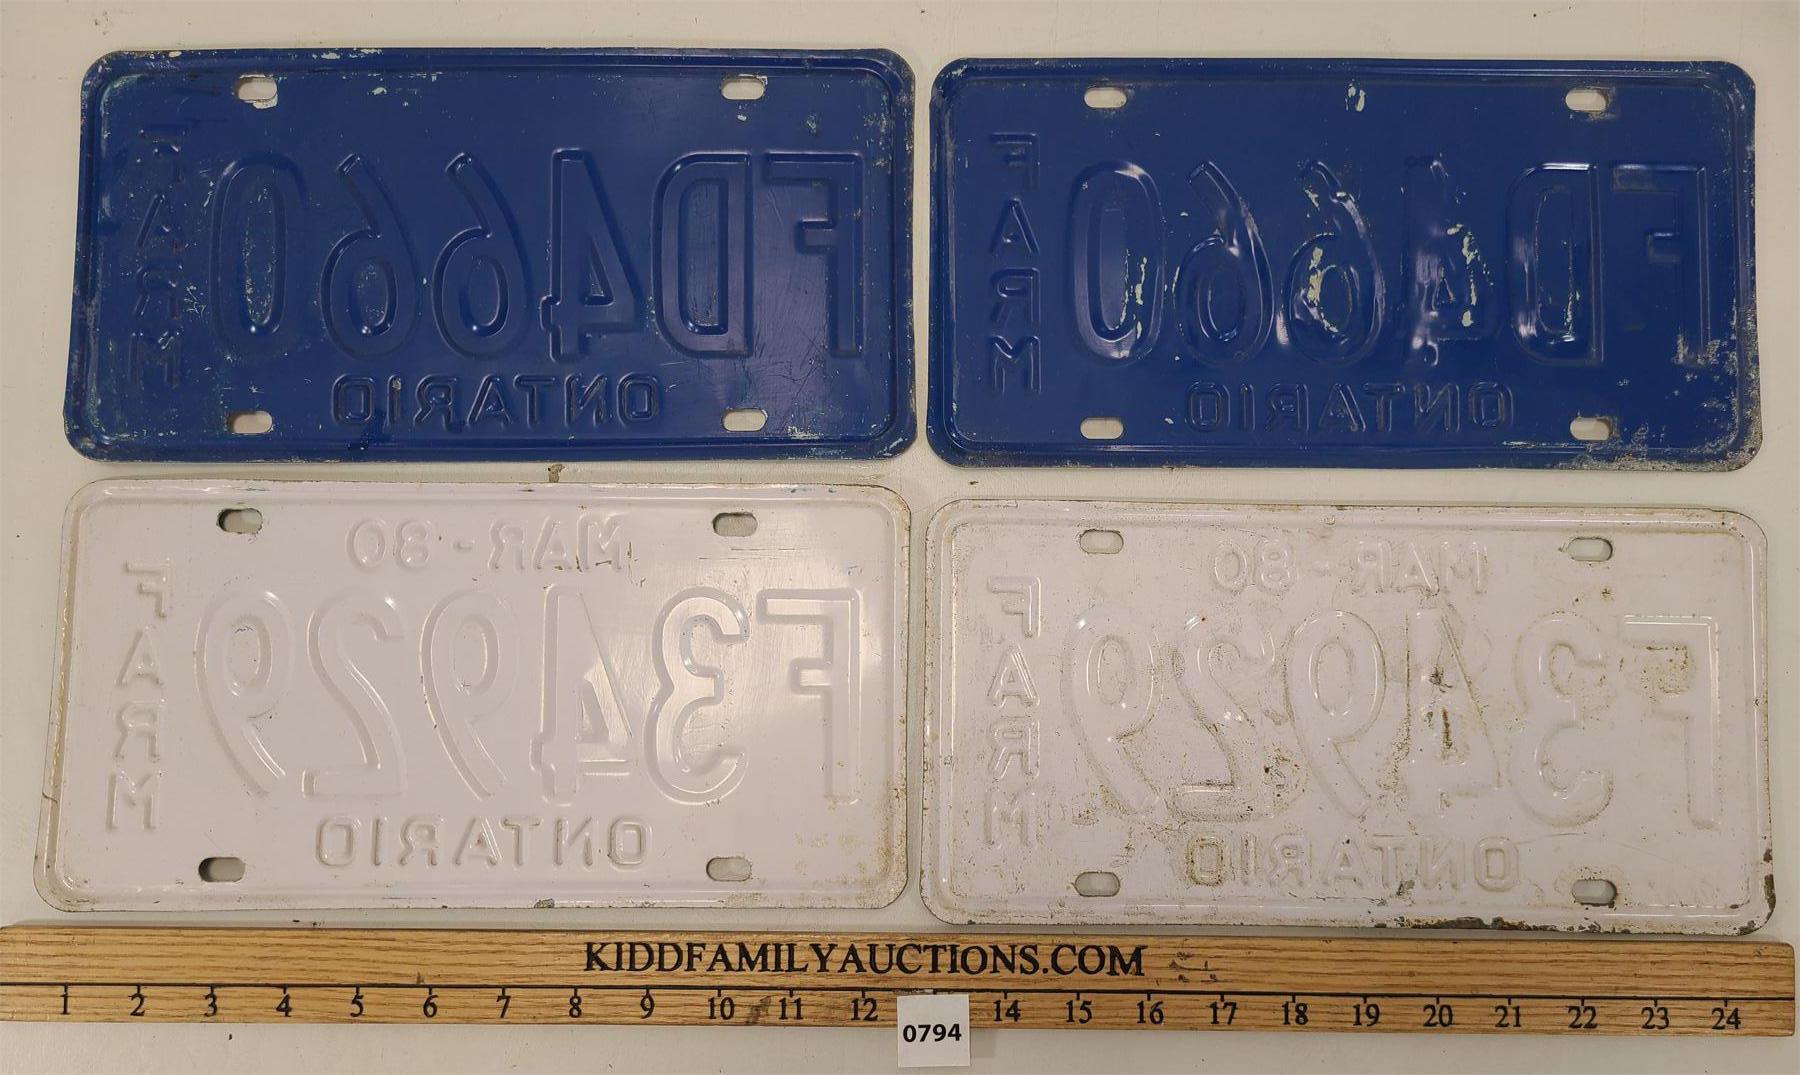 FARM
FD4660
ONTARIO
FARM
FD4660
ONTARIO
MAR-80
FARM
F34929
ONTARIO
MAR-80
FARM
F34929
ONTARIO
KIDDFAMILYAUCTIONS.COM
1 2 3 4 5 6 7 8 9 10 11 12 14 15 16 17 18 19 20 21 22 23 24
0794